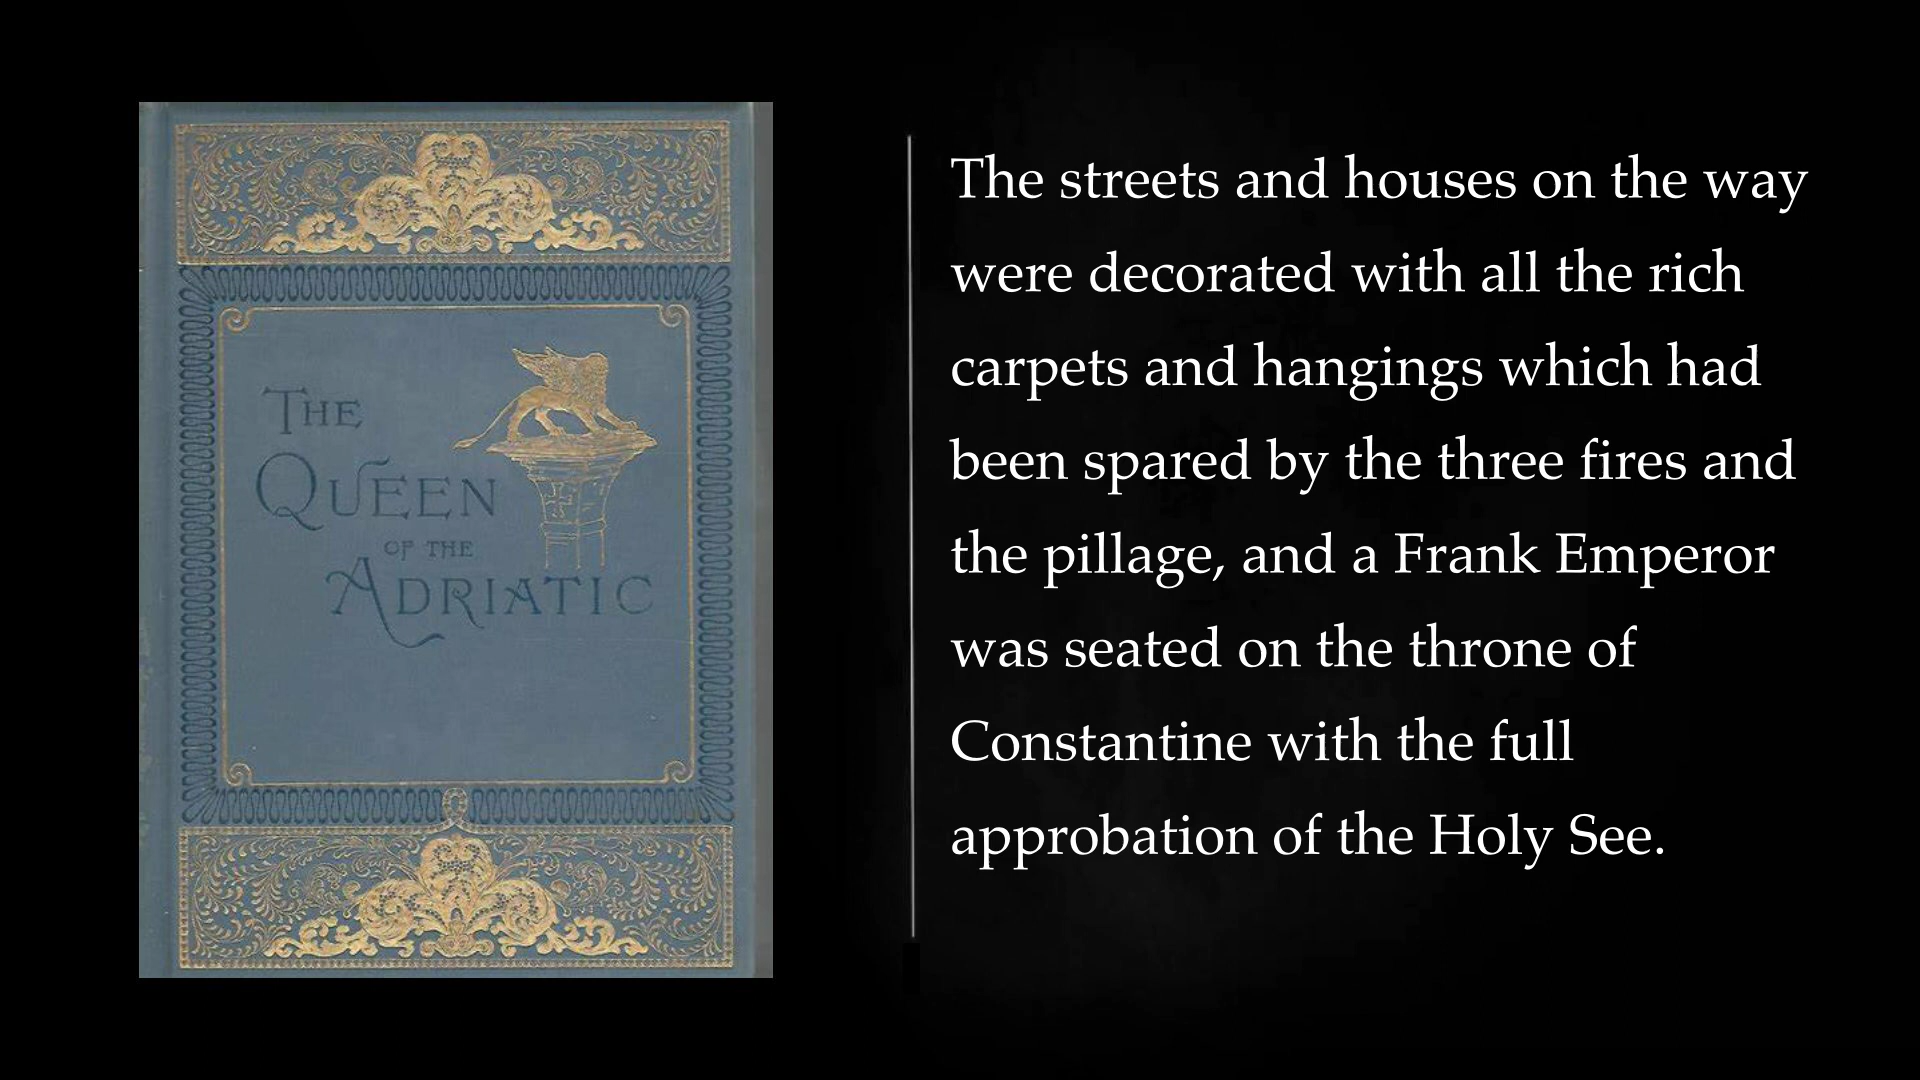 THE
QUEEN
OF THE
ADRIATIC
The streets and houses on the way
were decorated with all the rich
carpets and hangings which had
been spared by the three fires and
the pillage, and a Frank Emperor
was seated on the throne of
Constantine with the full
approbation of the Holy See.